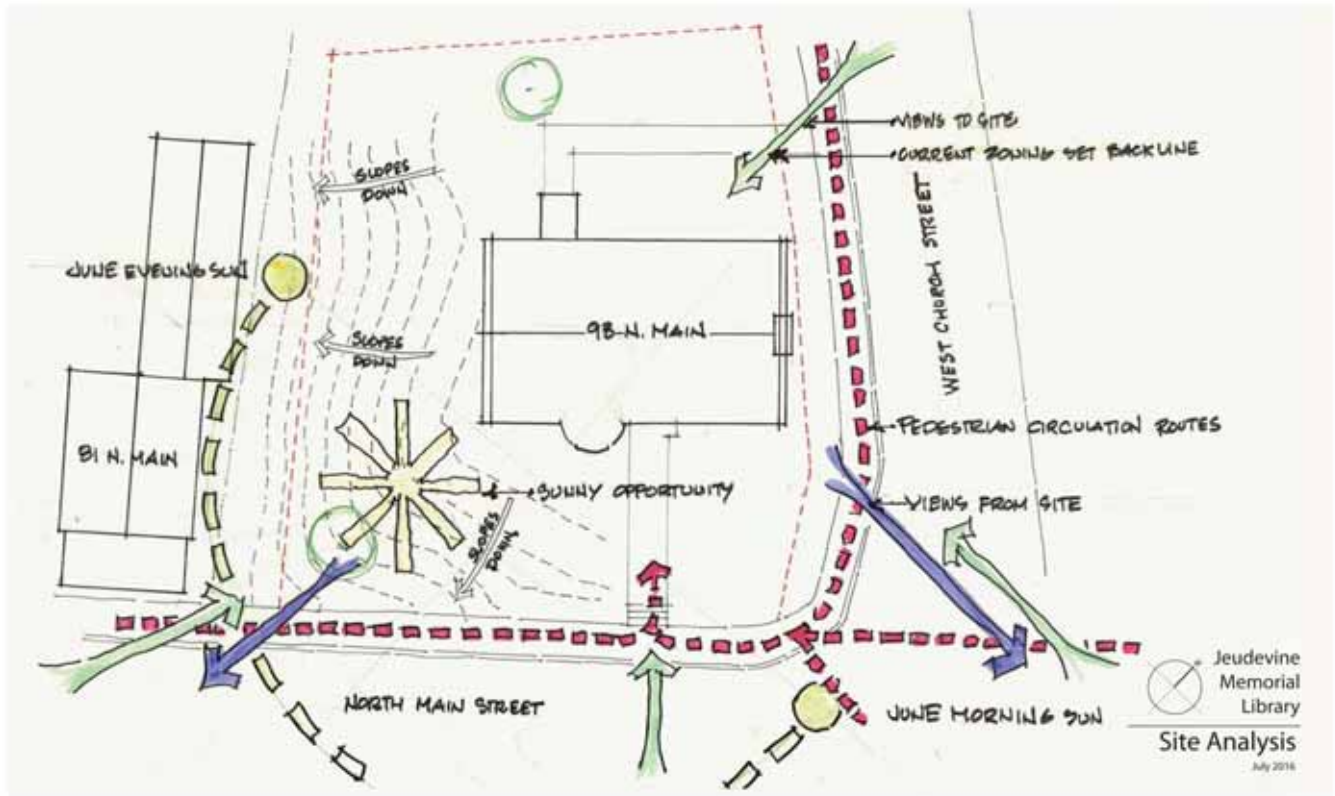 VIEWS TO SITE
CURRENT ZONING SET BACK LINE
SLOPES
DOWN
WEST CHURCH STREET
JUNE EVENING SUN
93 N. MAIN
SLOPES
DOWN
PEDESTRIAN CIRCULATION ROUTES
81 N. MAIN
SUNNY OPPORTUNITY
VIEWS FROM SITE
SLOPES
DOWN
NORTH MAIN STREET
JUNE MORNING SUN
Jeudevine
Memorial
Library
Site Analysis
July 2016